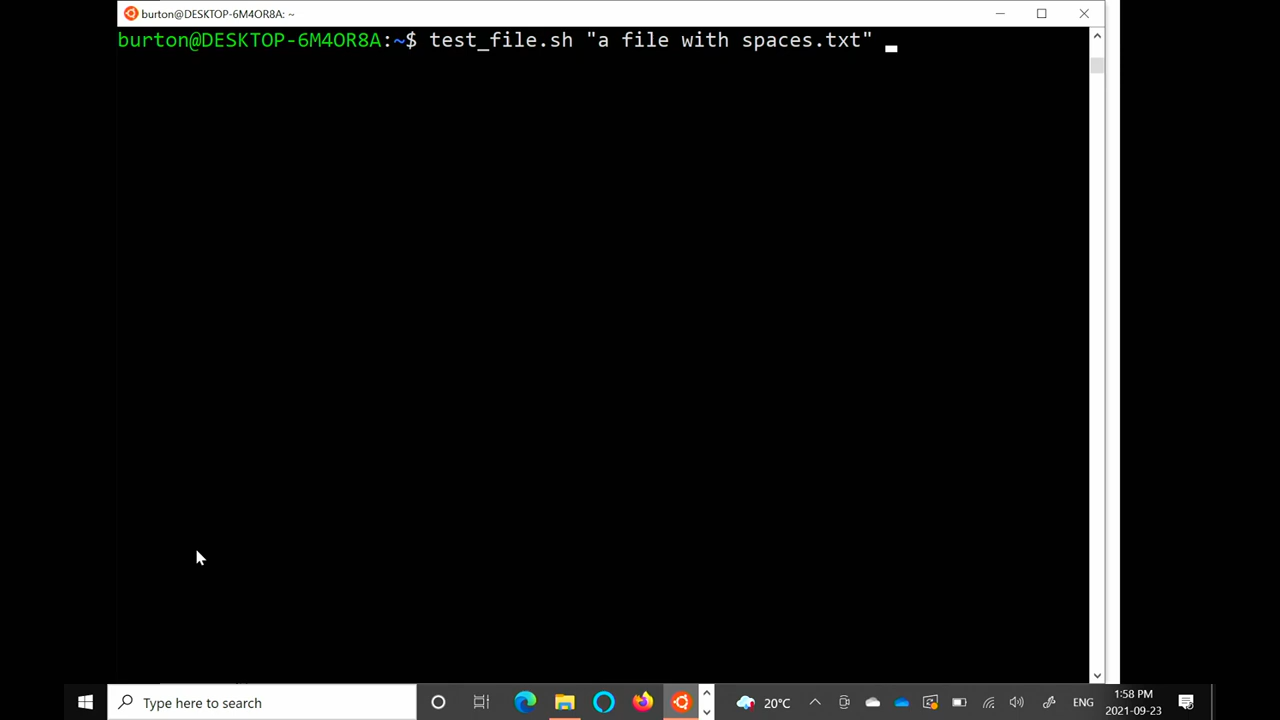 burton@DESKTOP-6M4OR8A: ~
burton@DESKTOP-6M4OR8A:~$ test_file.sh "a file with spaces.txt"
Type here to search
20°C
ENG
1:58 PM
2021-09-23